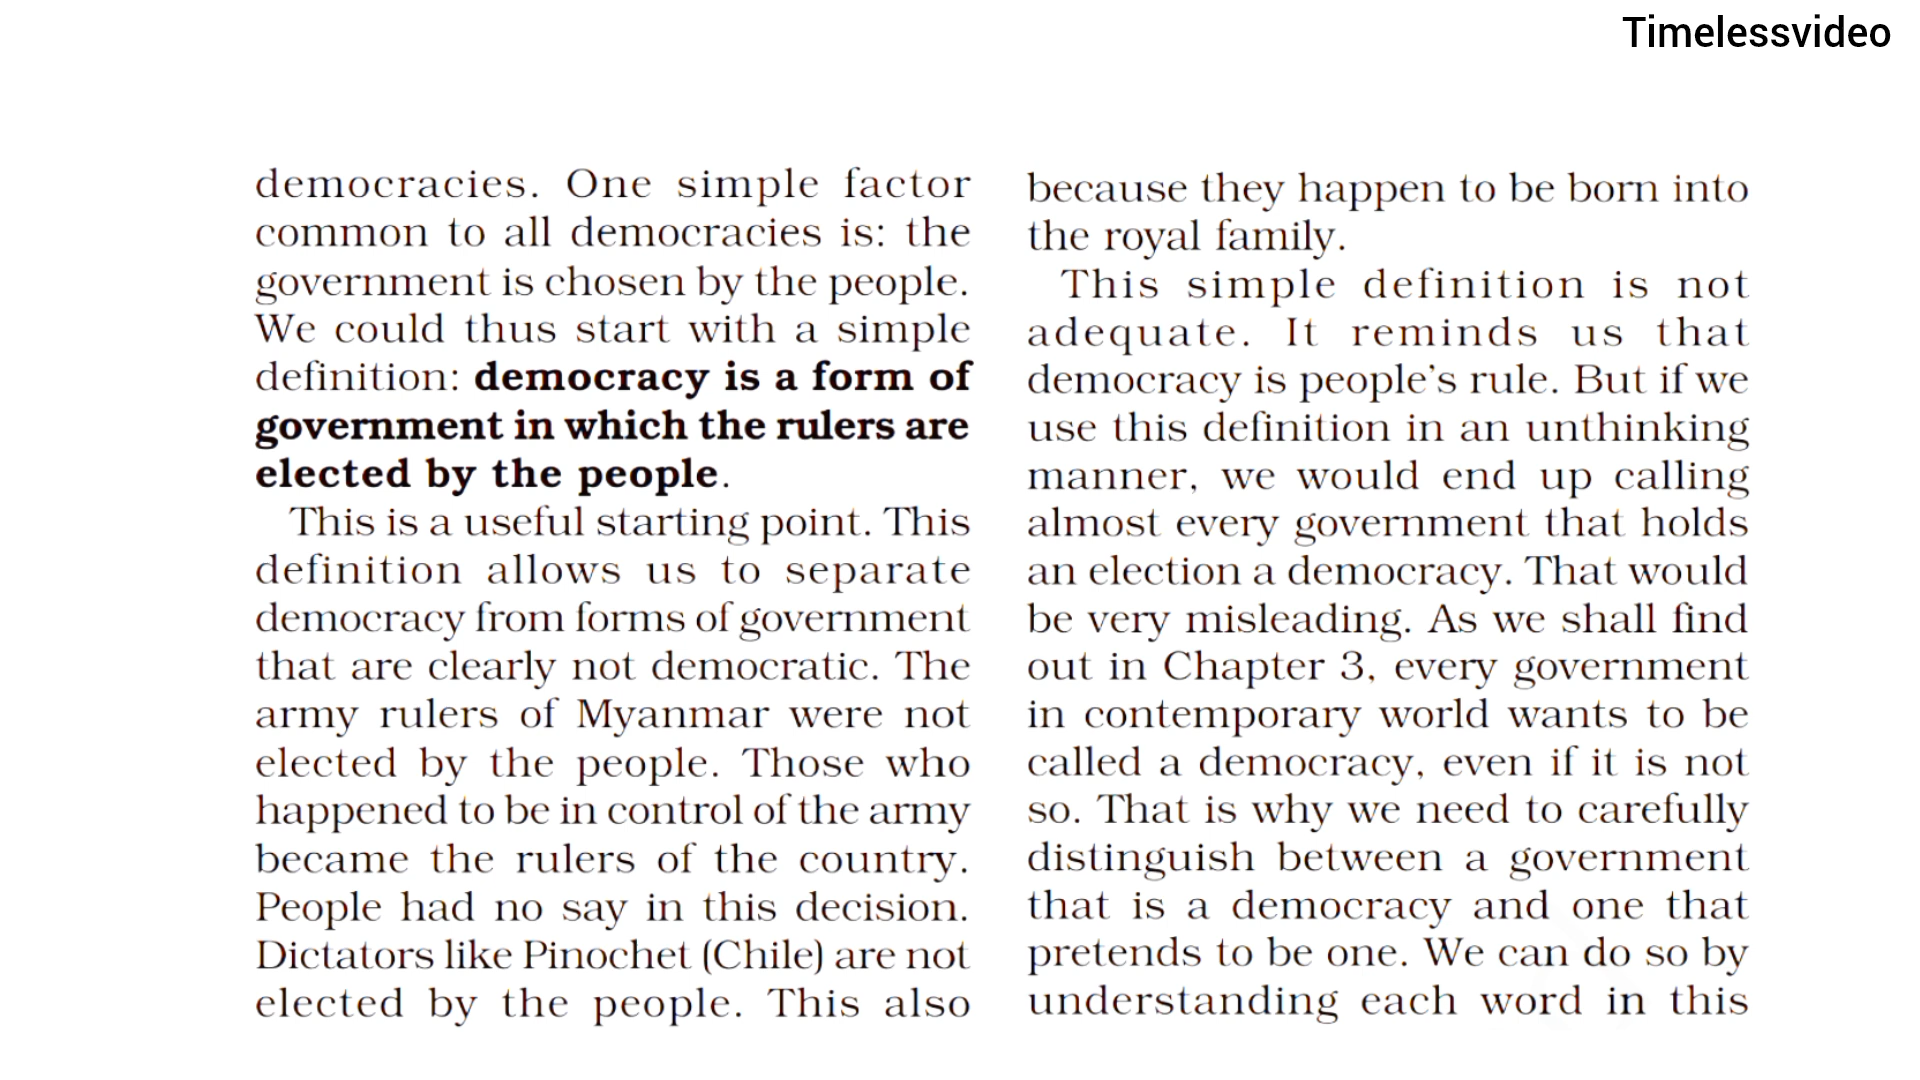 Timelessvideo
democracies. One simple factor
common to all democracies is: the
government is chosen by the people.
We could thus start with a simple
definition: democracy is a form of
government in which the rulers are
elected by the people.
This is a useful starting point. This
definition allows us to separate
democracy from forms of government
that are clearly not democratic. The
army rulers of Myanmar were not
elected by the people. Those who
happened to be in control of the army
became the rulers of the country.
People had no say in this decision.
Dictators like Pinochet (Chile) are not
elected by the people. This also
because they happen to be born into
the royal family.
This simple definition is not
adequate. It reminds us that
democracy is people's rule. But if we
use this definition in an unthinking
manner, we would end up calling
almost every government that holds
an election a democracy. That would
be very misleading. As we shall find
out in Chapter 3, every government
in contemporary world wants to be
called a democracy, even if it is not
so. That is why we need to carefully
distinguish between a government
that is a democracy and one that
pretends to be one. We can do so by
understanding each word in this